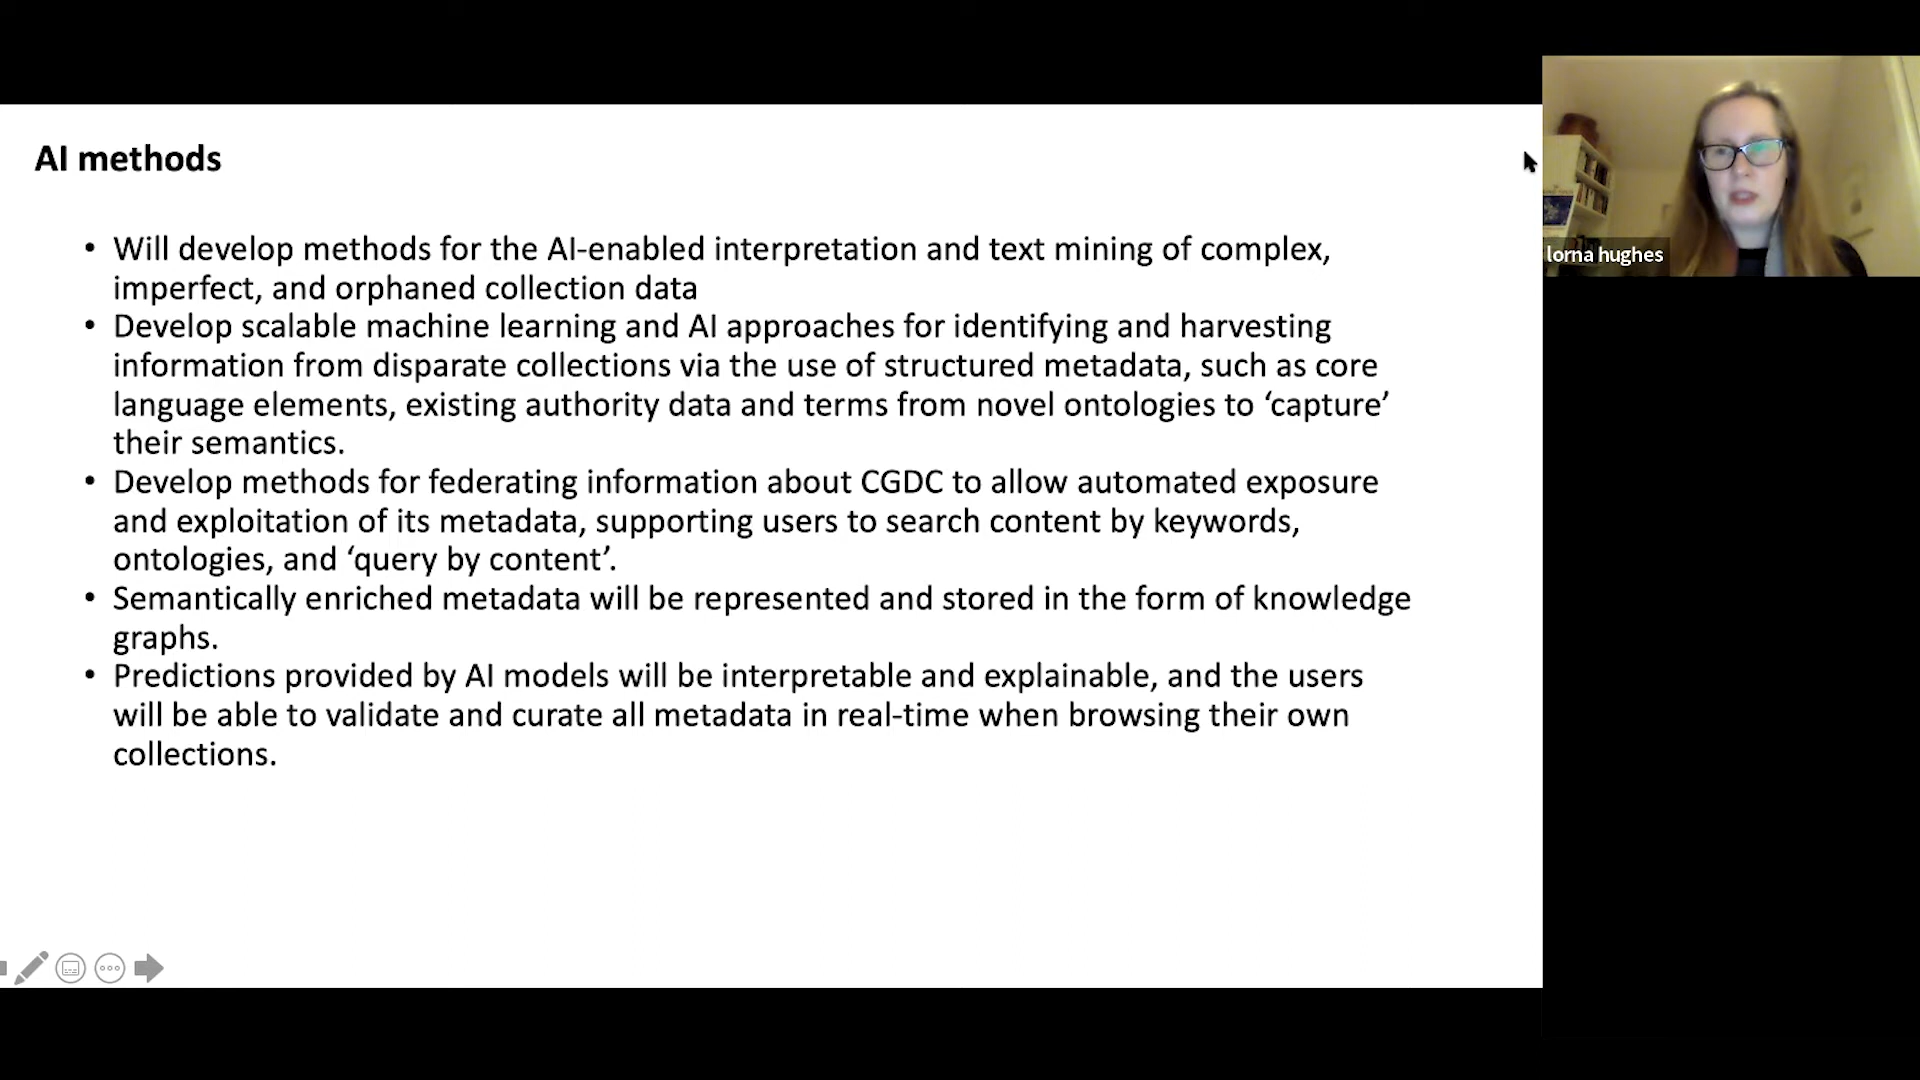 AI methods
• Will develop methods for the AI-enabled interpretation and text mining of complex,
imperfect, and orphaned collection data
• Develop scalable machine learning and AI approaches for identifying and harvesting
information from disparate collections via the use of structured metadata, such as core
language elements, existing authority data and terms from novel ontologies to ‘capture’
their semantics.
• Develop methods for federating information about CGDC to allow automated exposure
and exploitation of its metadata, supporting users to search content by keywords,
ontologies, and ‘query by content’.
• Semantically enriched metadata will be represented and stored in the form of knowledge
graphs.
• Predictions provided by AI models will be interpretable and explainable, and the users
will be able to validate and curate all metadata in real-time when browsing their own
collections.
lorna hughes